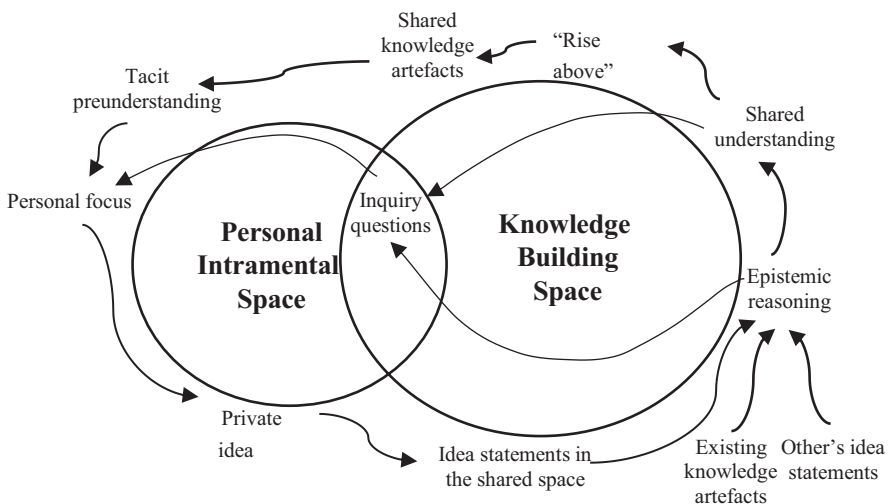 Shared
knowledge
artefacts
“Rise
above”
Tacit
preunderstanding
Shared
understanding
Personal focus
Inquiry
questions
Personal
Intramental
Space
Knowledge
Building
Space
Epistemic
reasoning
Private
idea
Idea statements in
the shared space
Existing
knowledge
artefacts
Other’s idea
statements